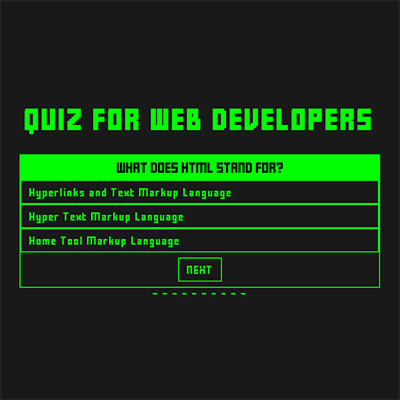 QUIZ FOR WEB DEVELOPERS
WHAT DOES HTML STAND FOR?
Hyperlinks and Text Markup Language
Hyper Text Markup Language
Home Tool Markup Language
NEXT